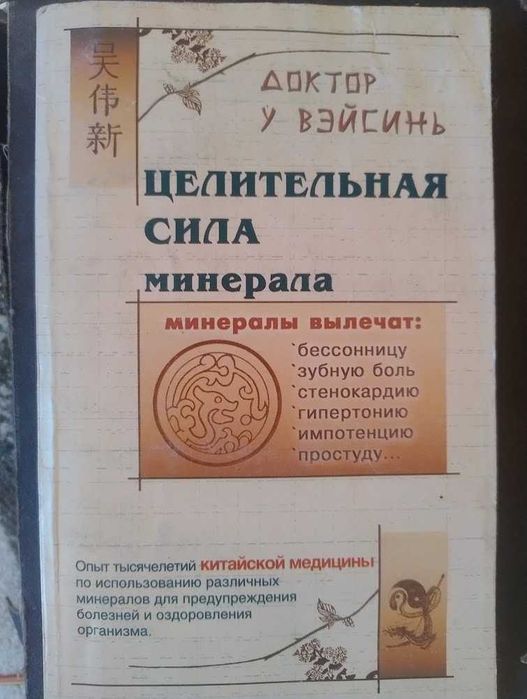 吴伟新
ДОКТОР
У ВЭЙСИНЬ
ЦЕЛИТЕЛЬНАЯ
СИЛА
минерала
минералы вылечат:
`бессонницу
`зубную боль
`стенокардию
`гипертонию
`импотенцию
`простуду...
Опыт тысячелетий китайской медицины
по использованию различных
минералов для предупреждения
болезней и оздоровления
организма.